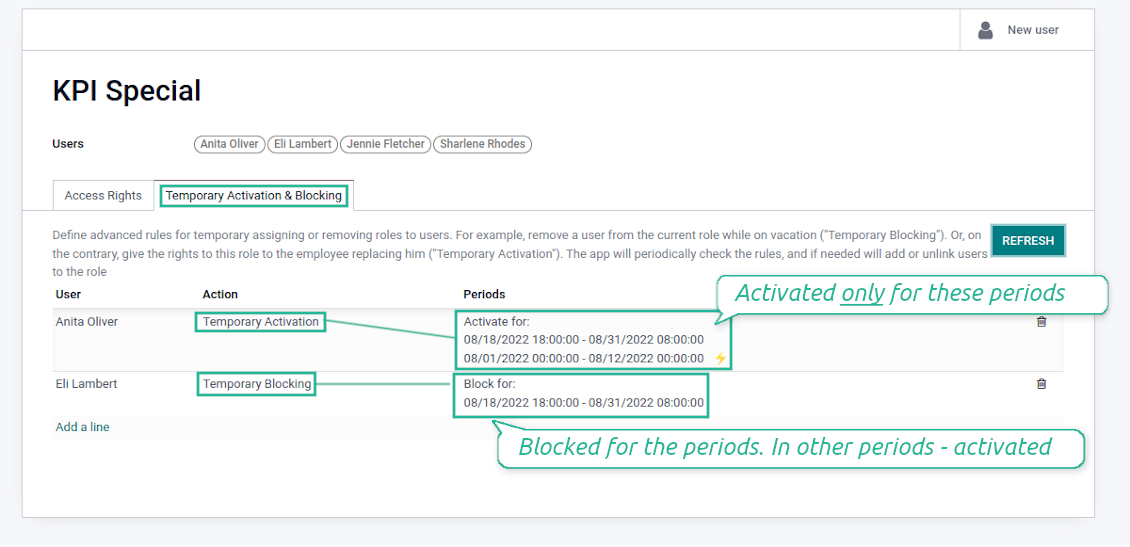 New user
KPI Special
Users Anita Oliver Eli Lambert Jennie Fletcher Sharlene Rhodes
Access Rights Temporary Activation & Blocking
Define advanced rules for temporary assigning or removing roles to users. For example, remove a user from the current role while on vacation ("Temporary Blocking"). Or, on
the contrary, give the rights to this role to the employee replacing him ("Temporary Activation"). The app will periodically check the rules, and if needed will add or unlink users
to the role
REFRESH
User Action Periods
Activated only for these periods
Anita Oliver Temporary Activation Activate for:
08/18/2022 18:00:00 - 08/31/2022 08:00:00
08/01/2022 00:00:00 - 08/12/2022 00:00:00
Eli Lambert Temporary Blocking Block for:
08/18/2022 18:00:00 - 08/31/2022 08:00:00
Add a line
Blocked for the periods. In other periods - activated